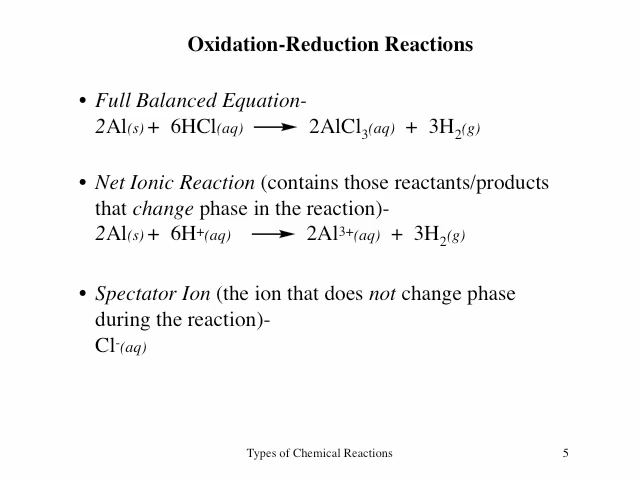 Oxidation-Reduction Reactions
• Full Balanced Equation-
2Al(s) + 6HCl(aq) ⟶ 2AlCl₃(aq) + 3H₂(g)
• Net Ionic Reaction (contains those reactants/products
that change phase in the reaction)-
2Al(s) + 6H⁺(aq) ⟶ 2Al³⁺(aq) + 3H₂(g)
• Spectator Ion (the ion that does not change phase
during the reaction)-
Cl⁻(aq)
Types of Chemical Reactions 5